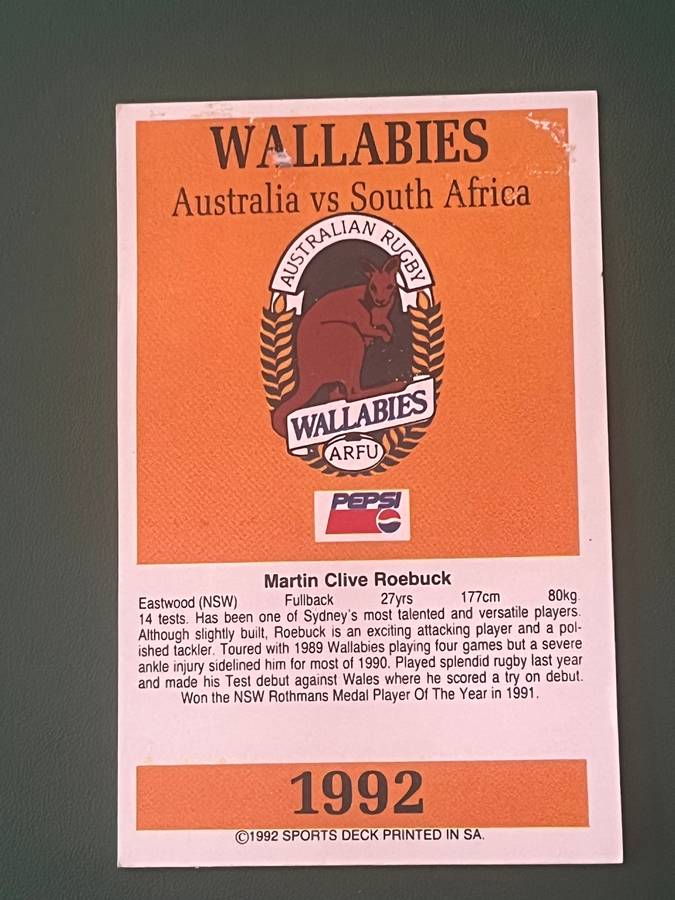 WALLABIES
Australia vs South Africa
AUSTRALIAN RUGBY
WALLABIES
ARFU
PEPSI
Martin Clive Roebuck
Eastwood (NSW) Fullback 27yrs 177cm 80kg.
14 tests. Has been one of Sydney's most talented and versatile players.
Although slightly built, Roebuck is an exciting attacking player and a pol-
ished tackler. Toured with 1989 Wallabies playing four games but a severe
ankle injury sidelined him for most of 1990. Played splendid rugby last year
and made his Test debut against Wales where he scored a try on debut.
Won the NSW Rothmans Medal Player Of The Year in 1991.
1992
©1992 SPORTS DECK PRINTED IN SA.